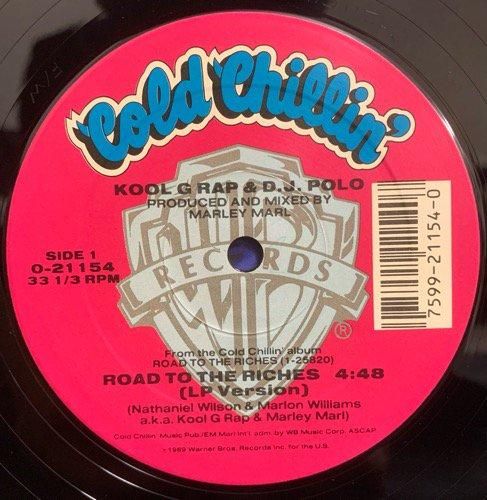 'Cold Chillin'
KOOL G RAP & D.J. POLO
PRODUCED AND MIXED BY
MARLEY MARL
SIDE 1
0-21154
33 1/3 RPM
RECORDS
®
7599-21154-0
From the Cold Chillin' album
ROAD TO THE RICHES (1-25820)
ROAD TO THE RICHES 4:48
(LP Version)
(Nathaniel Wilson & Marlon Williams
a.k.a. Kool G Rap & Marley Marl)
Cold Chillin' Music Pub./EM Marl Int'l adm. by WB Music Corp. ASCAP
1989 Warner Bros. Records Inc. for the U.S.
F/W